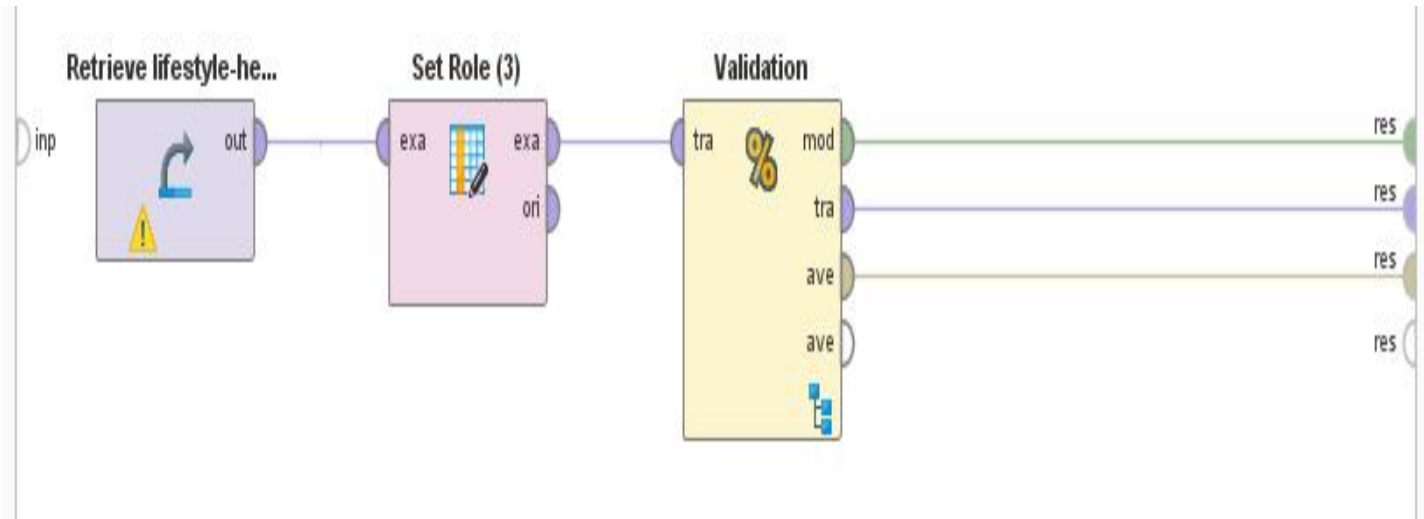 Retrieve lifestyle-he...
Set Role (3)
Validation
inp
out
exa
exa
ori
tra
mod
tra
ave
ave
res
res
res
res